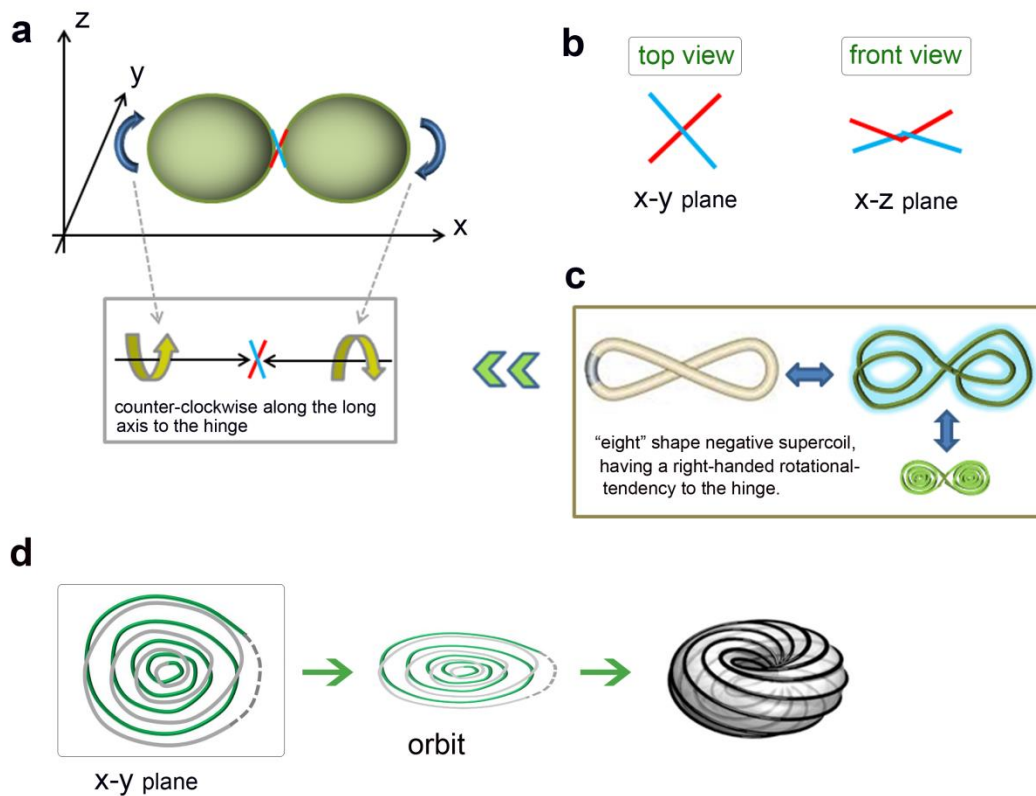 a
z
y
x
counter-clockwise along the long
axis to the hinge
b
top view
front view
x-y plane
x-z plane
c
“eight” shape negative supercoil,
having a right-handed rotational-
tendency to the hinge.
d
x-y plane
orbit